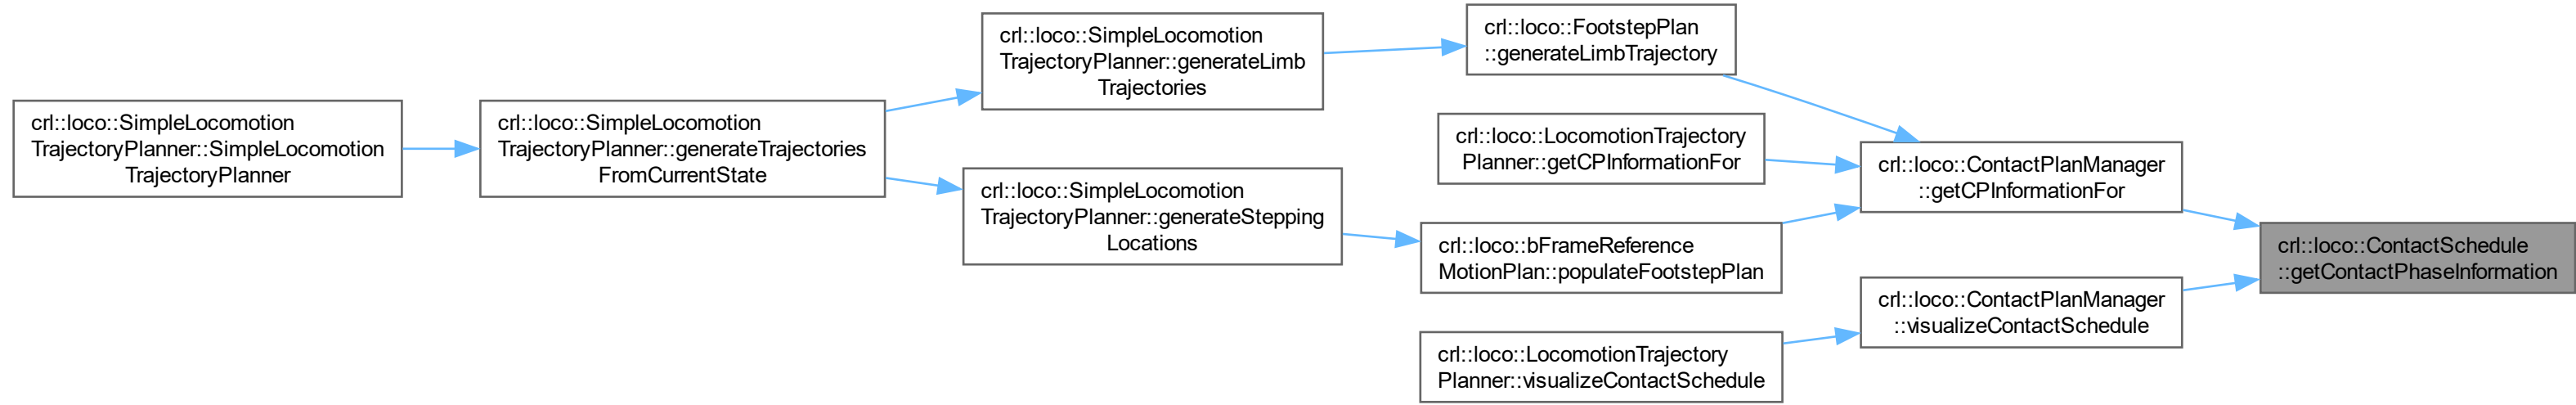 crl::loco::SimpleLocomotion
TrajectoryPlanner::SimpleLocomotion
TrajectoryPlanner
crl::loco::SimpleLocomotion
TrajectoryPlanner::generateTrajectories
FromCurrentState
crl::loco::SimpleLocomotion
TrajectoryPlanner::generateLimb
Trajectories
crl::loco::SimpleLocomotion
TrajectoryPlanner::generateStepping
Locations
crl::loco::FootstepPlan
::generateLimbTrajectory
crl::loco::LocomotionTrajectory
Planner::getCPInformationFor
crl::loco::bFrameReference
MotionPlan::populateFootstepPlan
crl::loco::LocomotionTrajectory
Planner::visualizeContactSchedule
crl::loco::ContactPlanManager
::getCPInformationFor
crl::loco::ContactPlanManager
::visualizeContactSchedule
crl::loco::ContactSchedule
::getContactPhaseInformation